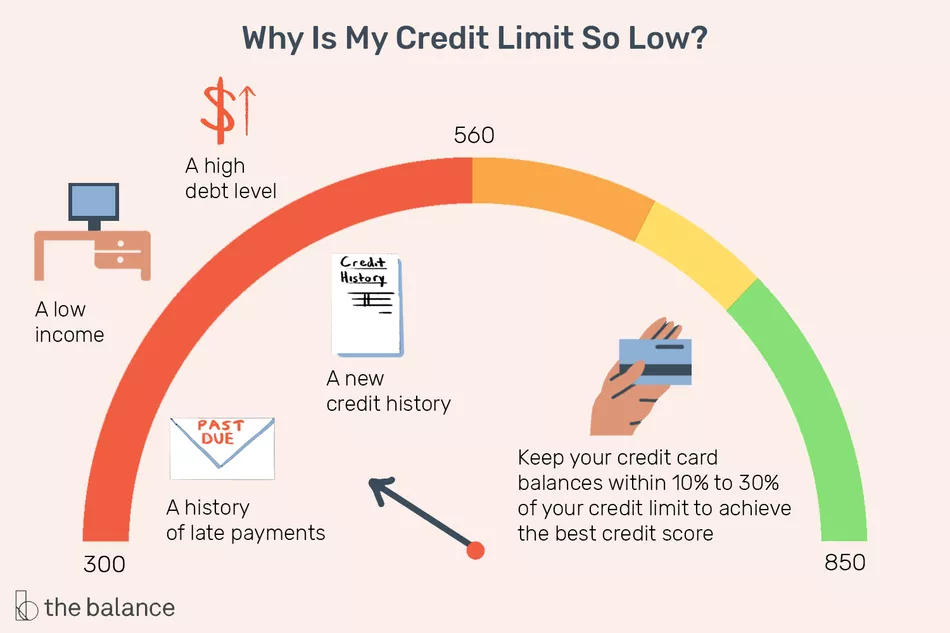 Why Is My Credit Limit So Low?
560
A high
debt level
Credit
History
A low
income
A new
credit history
PAST
DUE
Keep your credit card
balances within 10% to 30%
of your credit limit to achieve
the best credit score
A history
of late payments
300
850
the balance